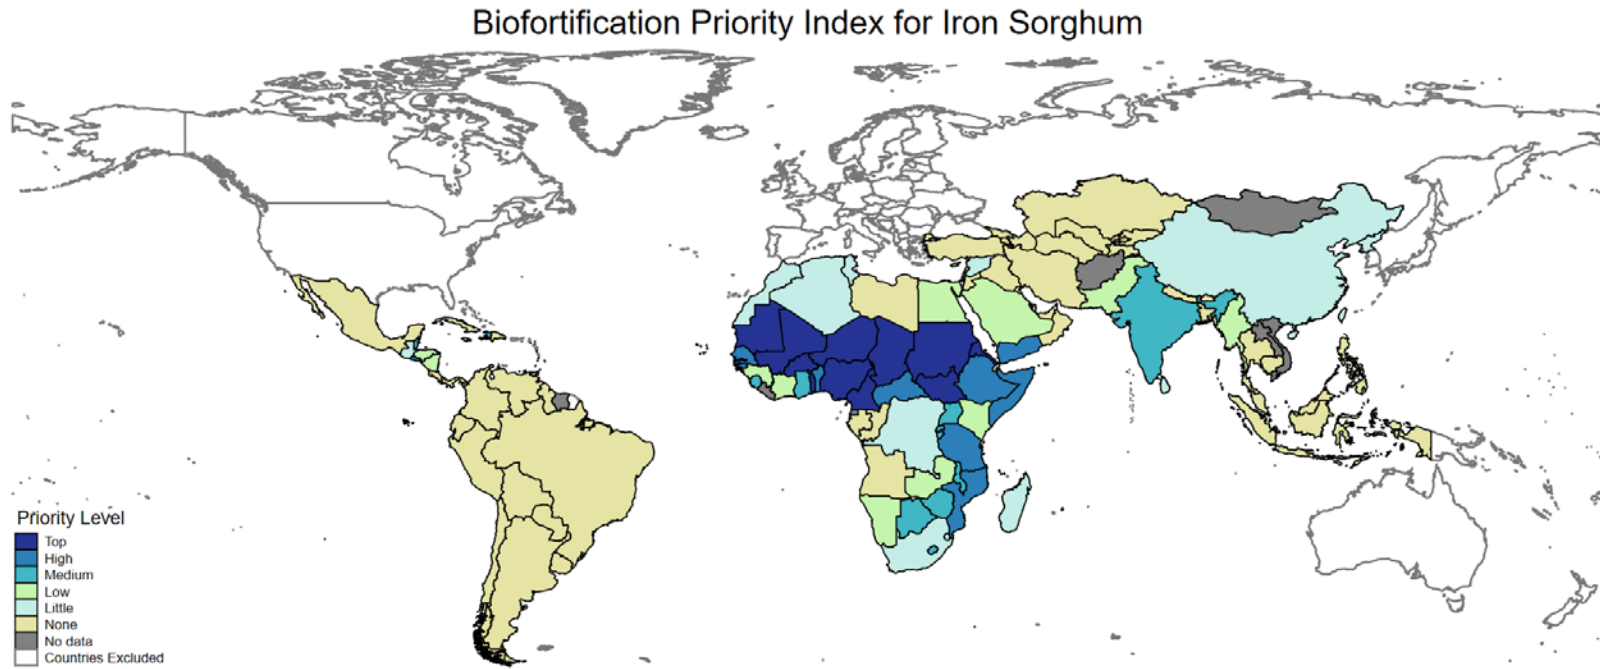 Biofortification Priority Index for Iron Sorghum
Priority Level
Top
High
Medium
Low
Little
None
No data
Countries Excluded